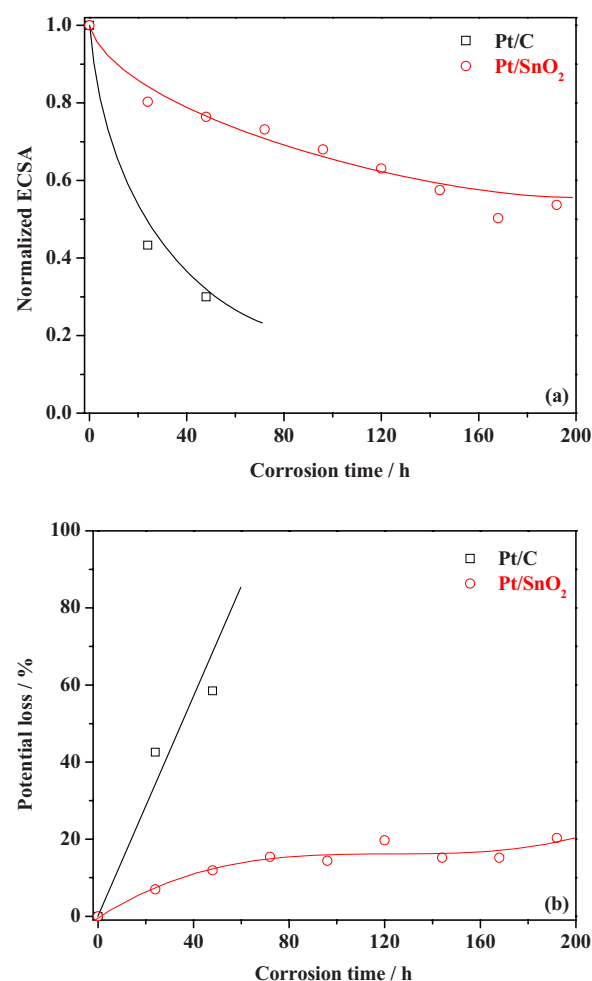 1.0
0.8
0.6
0.4
0.2
0.0
Normalized ECSA
Pt/C
Pt/SnO₂
(a)
0 40 80 120 160 200
Corrosion time / h
100
80
60
40
20
0
Potential loss / %
Pt/C
Pt/SnO₂
(b)
0 40 80 120 160 200
Corrosion time / h